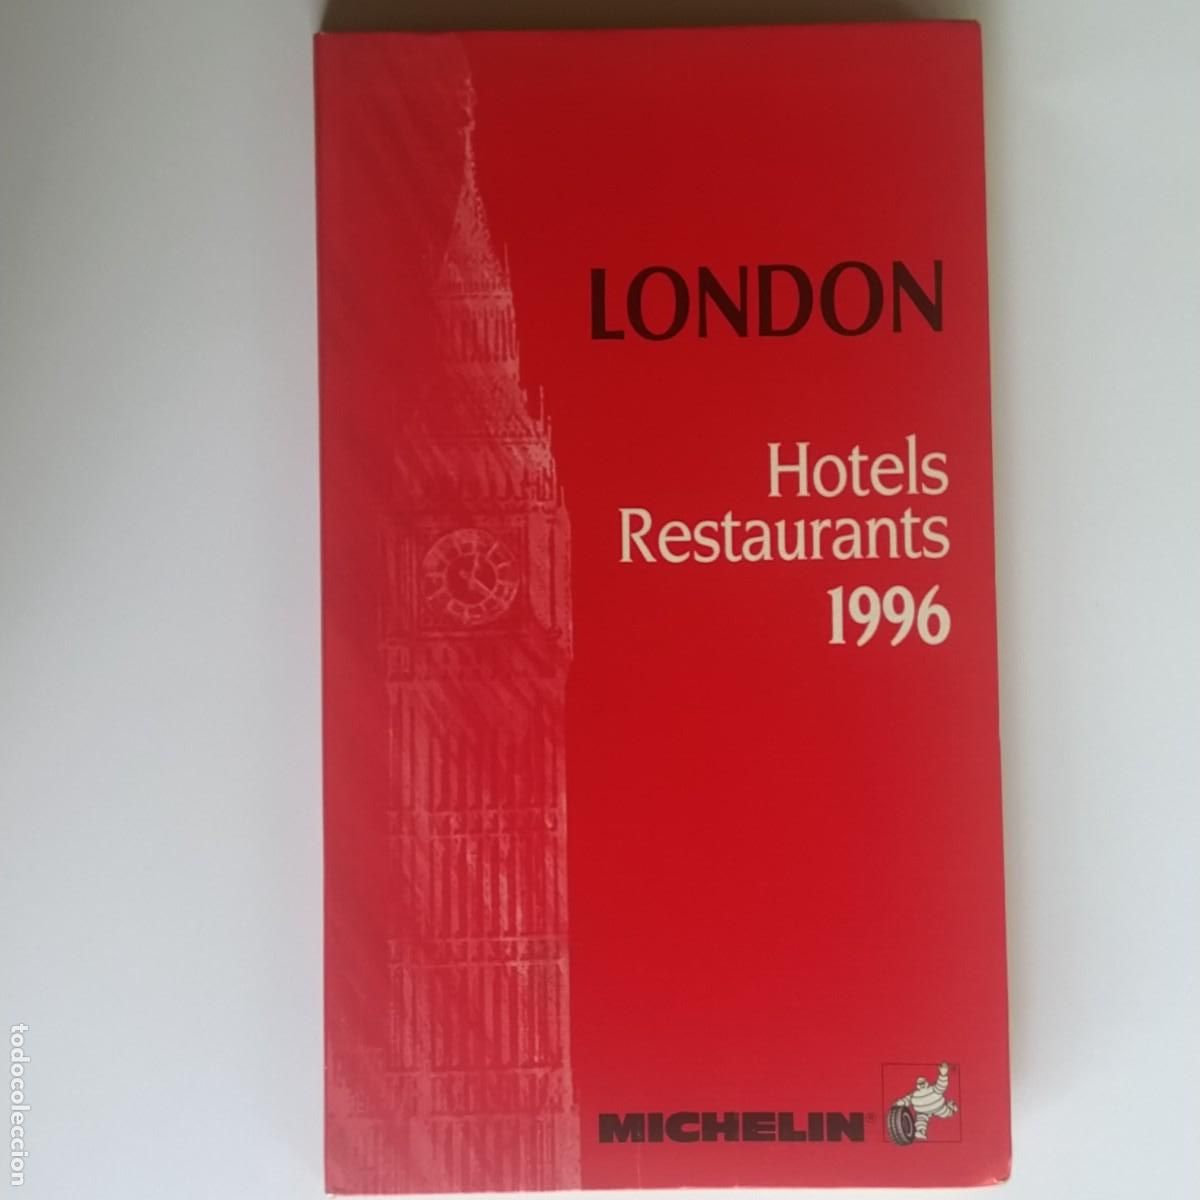 LONDON
Hotels
Restaurants
1996
MICHELIN®
todocoleccion